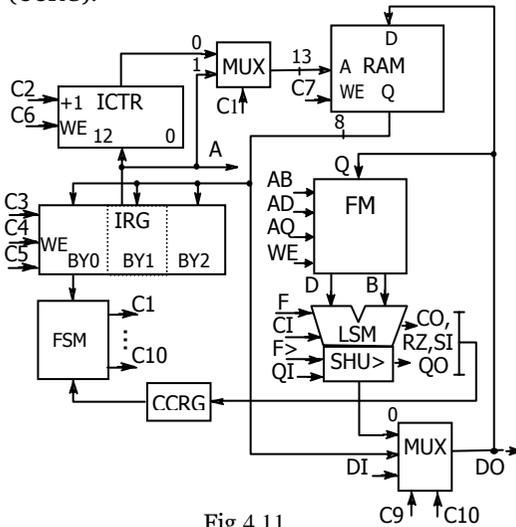 0
1
MUX
C1
13
D
A RAM
WE Q
C7
8
C2
+1 ICTR
C6
WE
12 0
A
C3
C4
C5
WE
IRG
BY0 BY1 BY2
Q
AB
AD
AQ
WE
FM
D B
FSM
C1
C10
F
CI
F>
QI
LSM
SHU>
CO,
RZ,SI
QO
CCRG
0
DI
MUX
DO
C9 C10
Fig 4.11